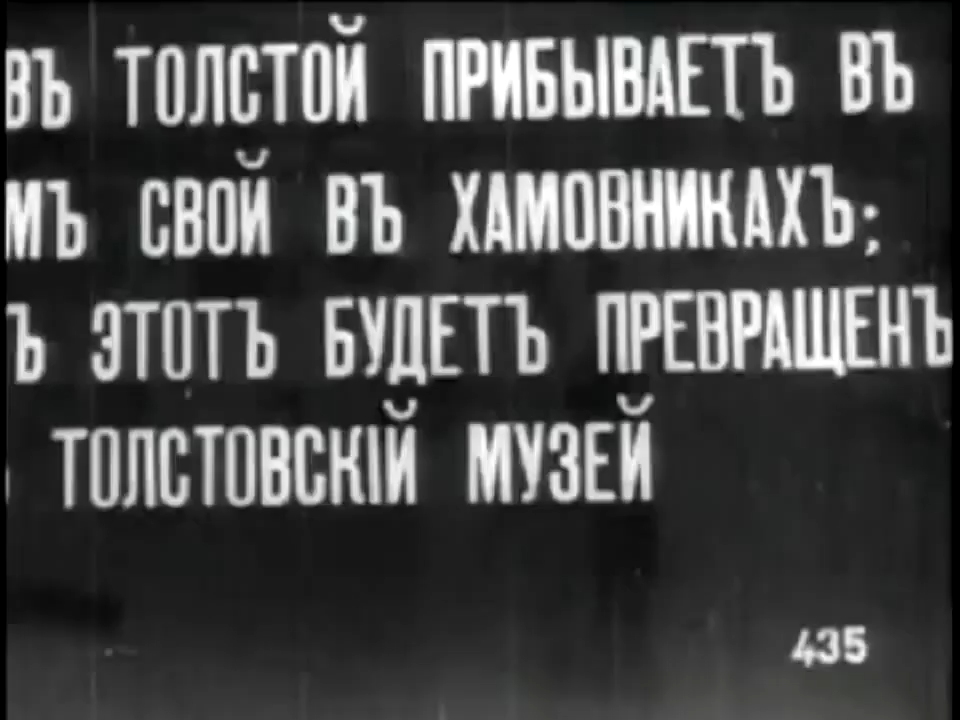 ВЪ ТОЛСТОЙ ПРИБЫВАЕТЪ ВЪ
МЪ СВОЙ ВЪ ХАМОВНИКАХЪ;
Ъ ЭТОТЪ БУДЕТЪ ПРЕВРАЩЕНЪ
ТОЛСТОВСКІЙ МУЗЕЙ
435